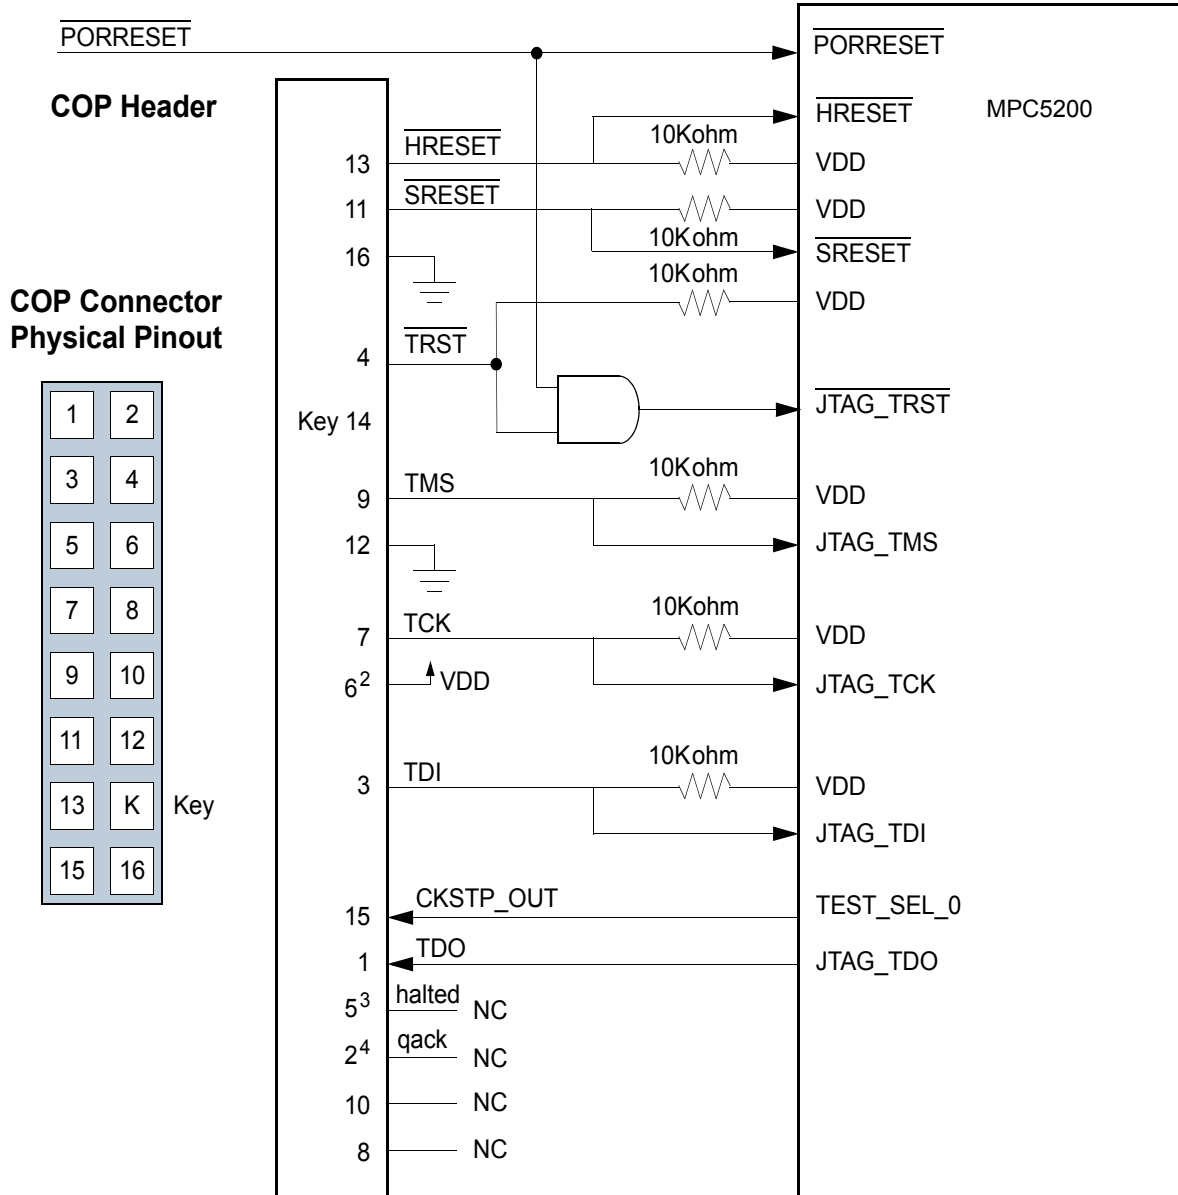 PORRESET
PORRESET
COP Header
HRESET
MPC5200
10Kohm
13
HRESET
VDD
11
SRESET
VDD
10Kohm
SRESET
16
10Kohm
VDD
COP Connector
Physical Pinout
4
TRST
JTAG_TRST
Key 14
1 2
3 4
5 6
7 8
9 10
11 12
13 K Key
15 16
10Kohm
9
TMS
VDD
12
JTAG_TMS
10Kohm
7
TCK
VDD
6²
VDD
JTAG_TCK
10Kohm
3
TDI
VDD
JTAG_TDI
15
CKSTP_OUT
TEST_SEL_0
1
TDO
JTAG_TDO
5³
halted
NC
2⁴
qack
NC
10
NC
8
NC